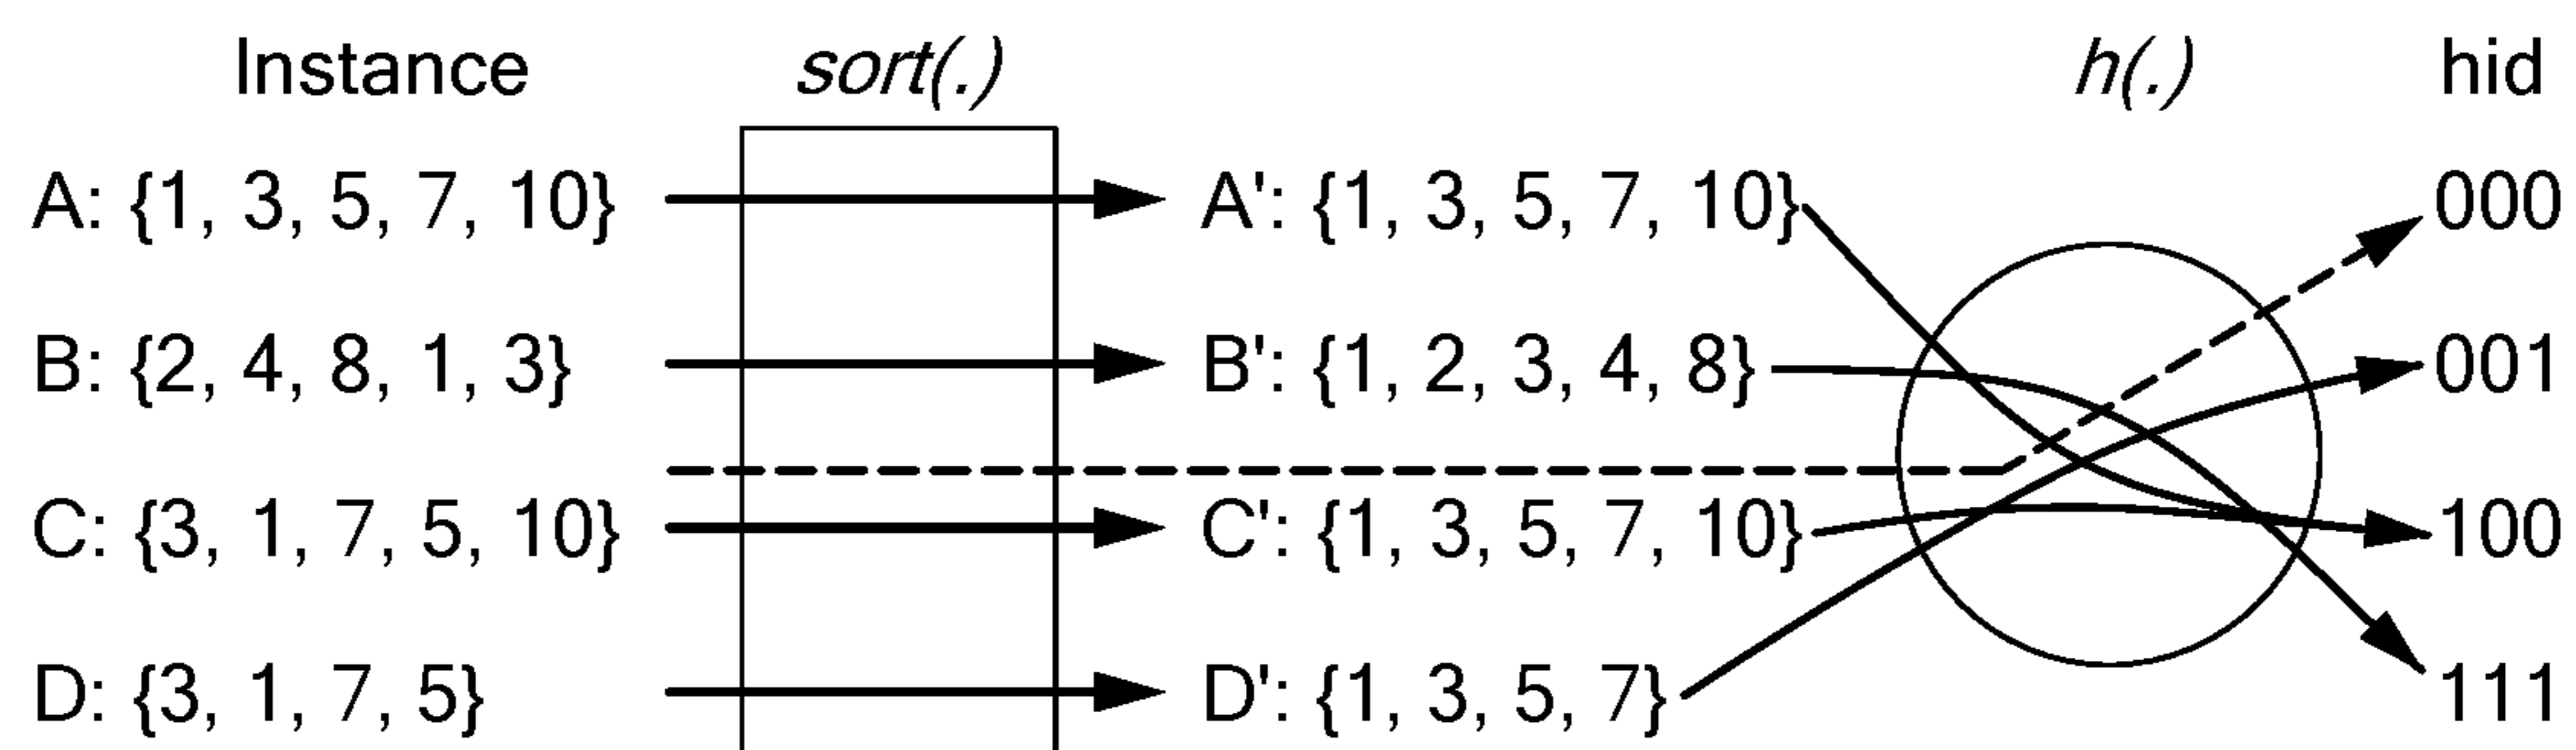 Instance sort(.) h(.) hid
A: {1, 3, 5, 7, 10} A': {1, 3, 5, 7, 10} 000
B: {2, 4, 8, 1, 3} B': {1, 2, 3, 4, 8} 001
C: {3, 1, 7, 5, 10} C': {1, 3, 5, 7, 10} 100
D: {3, 1, 7, 5} D': {1, 3, 5, 7} 111